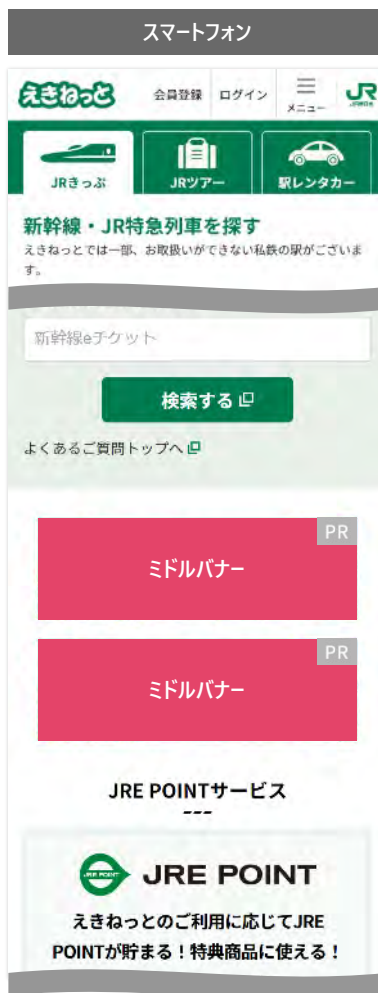 スマートフォン
えきねっと 会員登録 ログイン メニュー JR
JRきっぷ JRツアー 駅レンタカー
新幹線・JR特急列車を探す
えきねっとでは一部、お取扱いができない私鉄の駅がございま
す。
新幹線eチケット
検索する
よくあるご質問トップへ
PR
ミドルバナー
PR
ミドルバナー
JRE POINTサービス
---
JRE POINT JRE POINT
えきねっとのご利用に応じてJRE
POINTが貯まる！特典商品に使える！